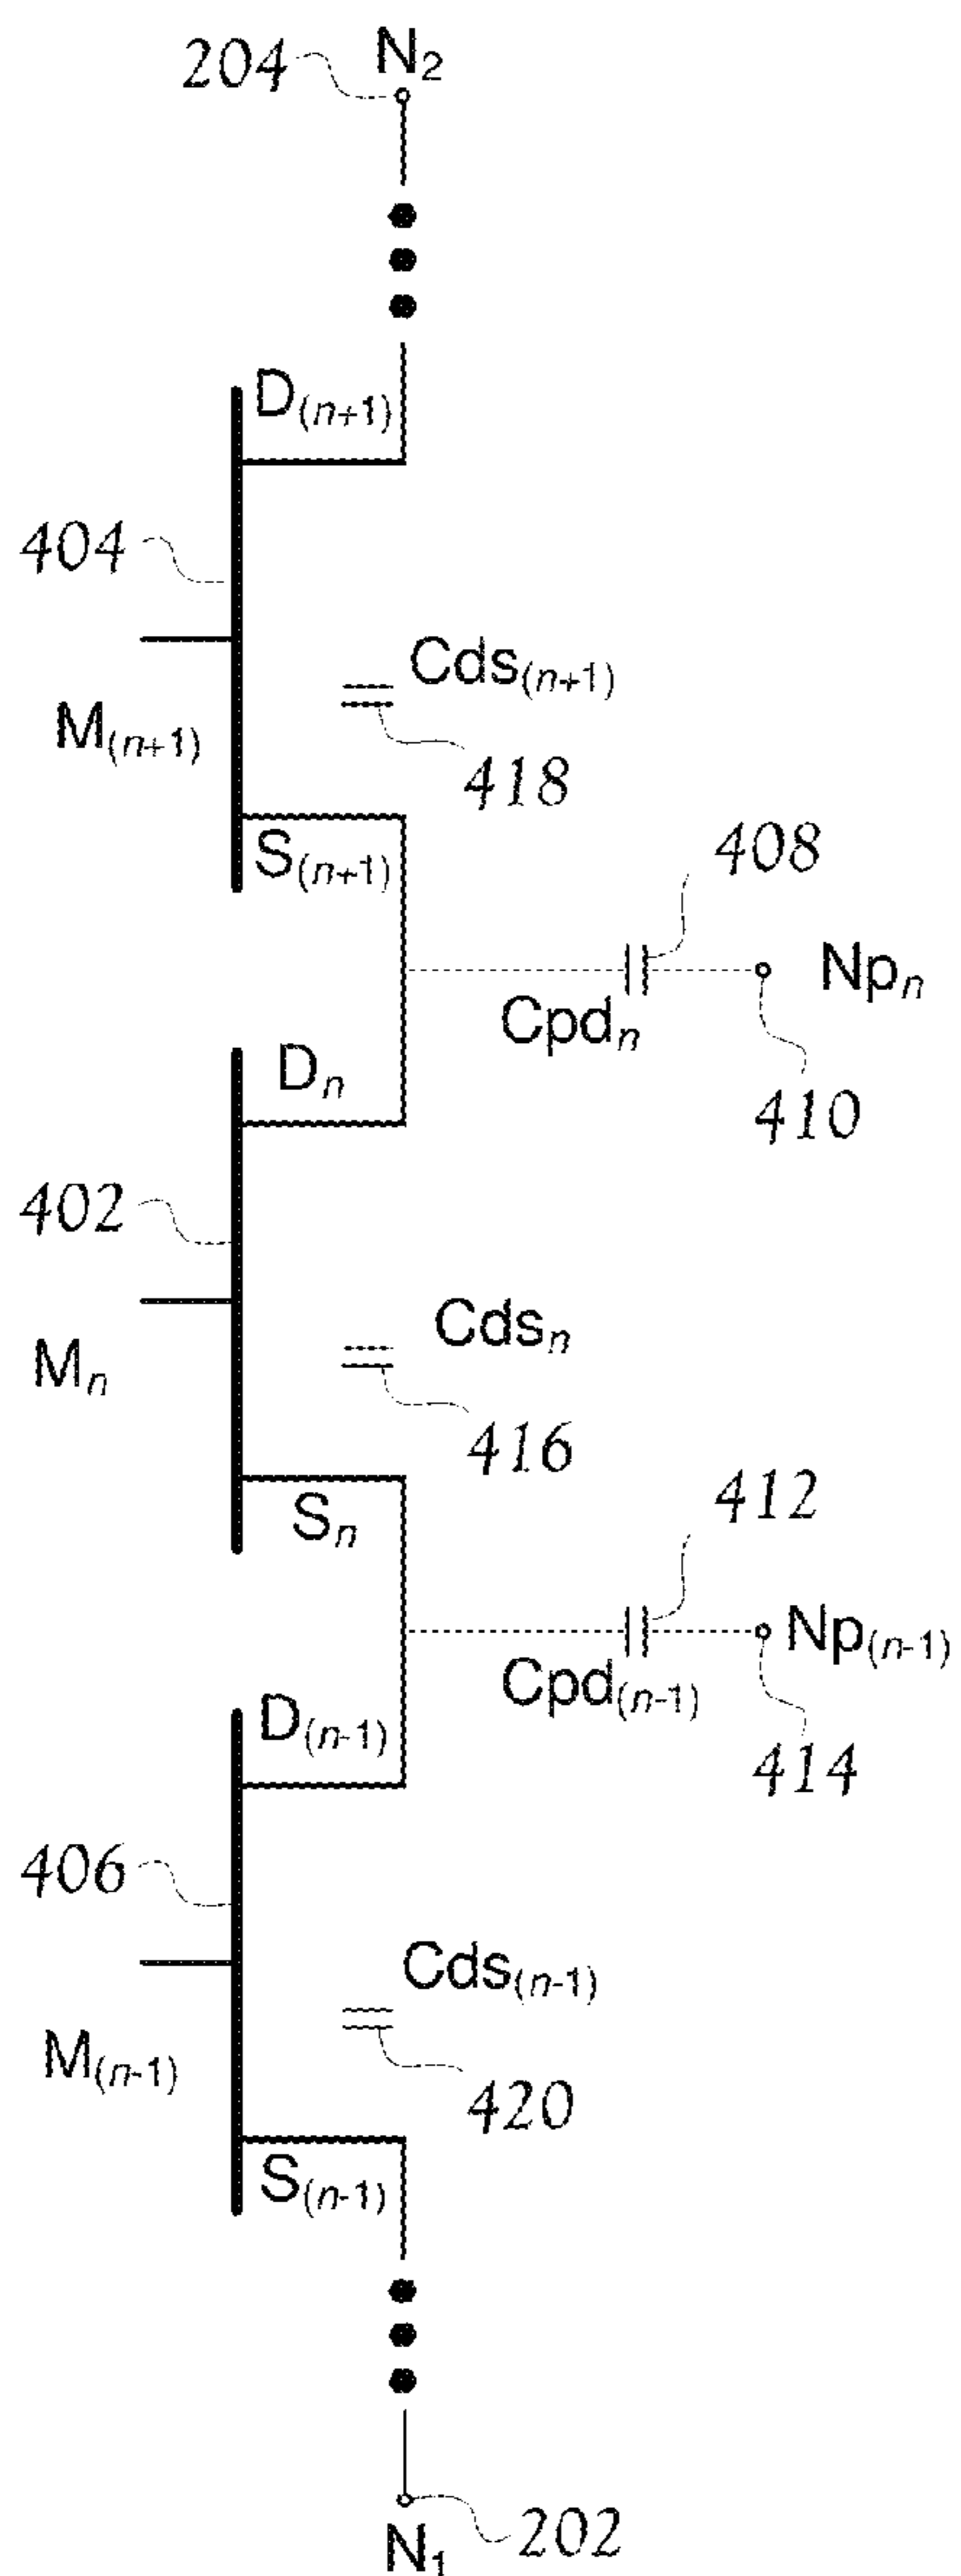 204 N₂
D₍ₙ₊₁₎
404
Cds₍ₙ₊₁₎
M₍ₙ₊₁₎
418
S₍ₙ₊₁₎
408
Npₙ
Cpdₙ
Dₙ
410
402
Cdsₙ
Mₙ
416
412
Sₙ
Np₍ₙ₋₁₎
Cpd₍ₙ₋₁₎
D₍ₙ₋₁₎
414
406
Cds₍ₙ₋₁₎
M₍ₙ₋₁₎
420
S₍ₙ₋₁₎
202
N₁